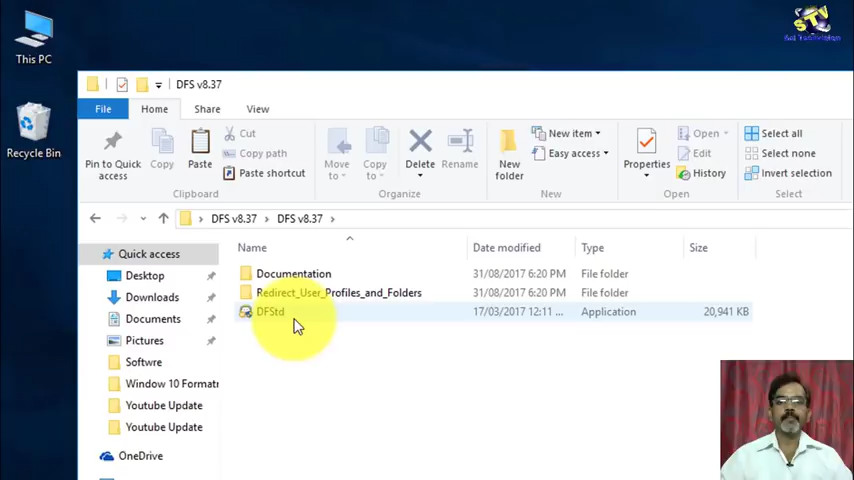 STV
This PC
Recycle Bin
DFS v8.37
File Home Share View
Pin to Quick access
Copy
Paste
Cut
Copy path
Paste shortcut
Clipboard
Move to
Copy to
Delete
Rename
Organize
New folder
New item
Easy access
New
Properties
Open
Edit
History
Open
Select all
Select none
Invert selection
Select
DFS v8.37 DFS v8.37
Name Date modified Type Size
Quick access
Desktop
Downloads
Documents
Pictures
Softwre
Window 10 Format
Youtube Update
Youtube Update
OneDrive
Documentation 31/08/2017 6:20 PM File folder
Redirect_User_Profiles_and_Folders 31/08/2017 6:20 PM File folder
DFStd 17/03/2017 12:11 ... Application 20,941 KB